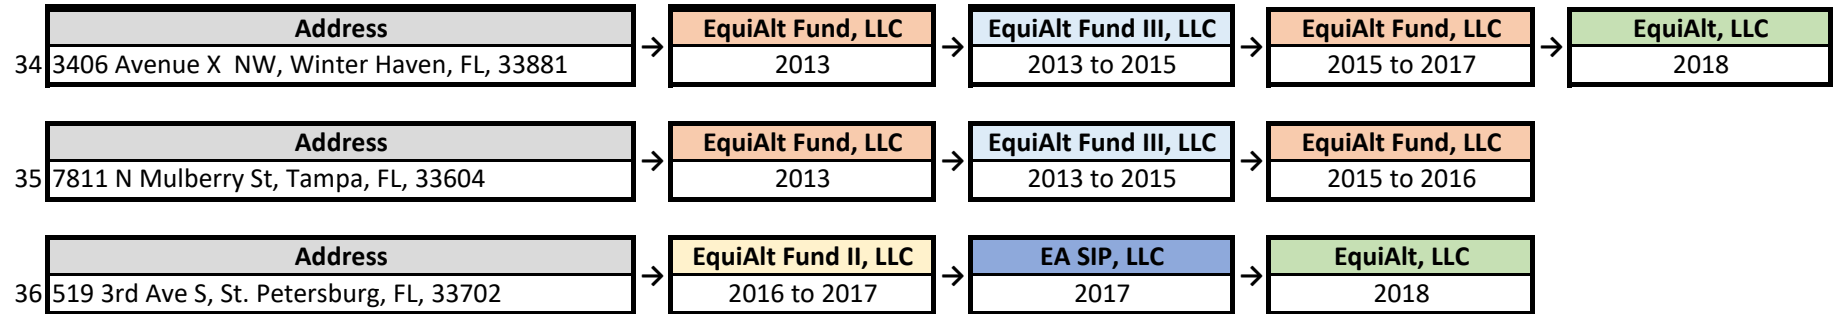 Address → EquiAlt Fund, LLC → EquiAlt Fund III, LLC → EquiAlt Fund, LLC → EquiAlt, LLC
34 3406 Avenue X  NW, Winter Haven, FL, 33881 2013 2013 to 2015 2015 to 2017 2018
Address → EquiAlt Fund, LLC → EquiAlt Fund III, LLC → EquiAlt Fund, LLC
35 7811 N Mulberry St, Tampa, FL, 33604 2013 2013 to 2015 2015 to 2016
Address → EquiAlt Fund II, LLC → EA SIP, LLC → EquiAlt, LLC
36 519 3rd Ave S, St. Petersburg, FL, 33702 2016 to 2017 2017 2018